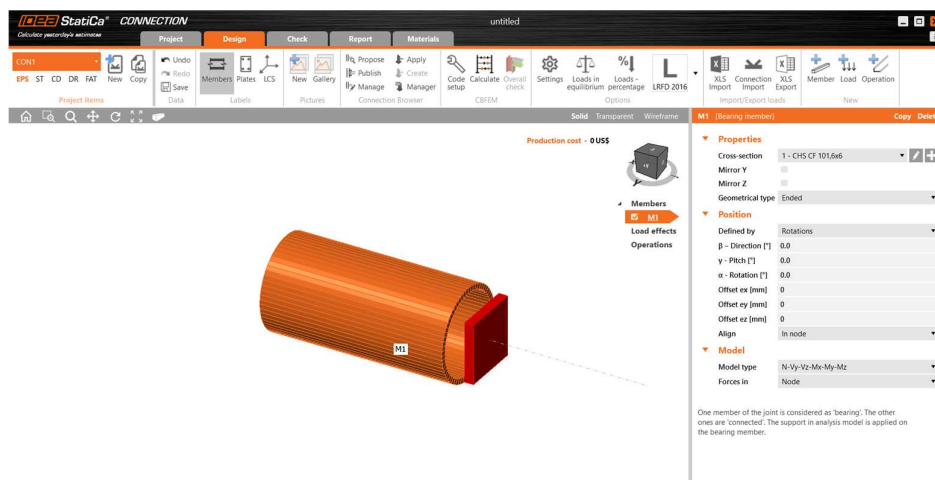 IDEA StatiCa® CONNECTION
untitled
Calculate yesterday's estimates
Project Design Check Report Materials
CON1
EPS ST CD DR FAT
New Copy
Undo
Redo
Save
Members Plates LCS
New Gallery
Propose Apply
Publish Create
Manage Manager
Code setup Calculate Overall check
Settings Loads in equilibrium Loads - percentage LRFD 2016
XLS Import Connection Import XLS Export
Member Load Operation
Project items Data Labels Pictures Connection Browser CBFEM Options Import/Export loads New
Solid Transparent Wireframe
M1 [Bearing member] Copy Delet
Production cost - 0 US$
Members
M1
Load effects
Operations
M1
Properties
Cross-section 1 - CHS CF 101,6x6
Mirror Y
Mirror Z
Geometrical type Ended
Position
Defined by Rotations
β – Direction [°] 0.0
γ - Pitch [°] 0.0
α - Rotation [°] 0.0
Offset ex [mm] 0
Offset ey [mm] 0
Offset ez [mm] 0
Align In node
Model
Model type N-Vy-Vz-Mx-My-Mz
Forces in Node
One member of the joint is considered as 'bearing'. The other
ones are 'connected'. The support in analysis model is applied on
the bearing member.